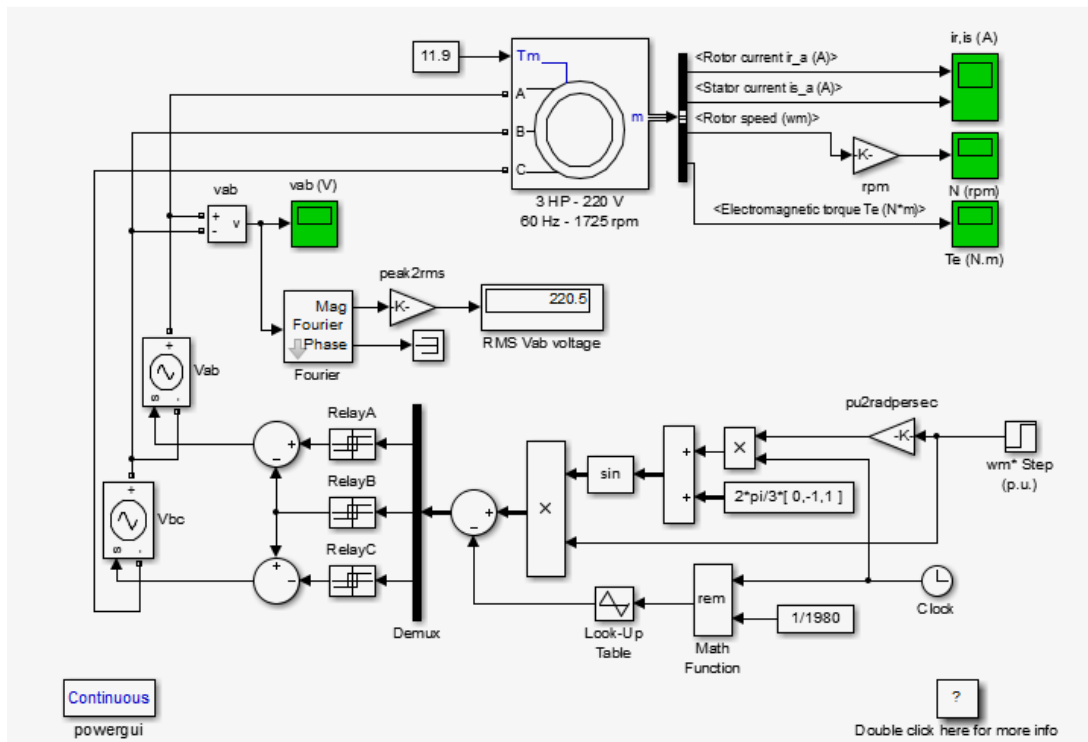 ir,is (A)
11.9
Tm
A
B
C
m
<Rotor current ir_a (A)>
<Stator current is_a (A)>
<Rotor speed (wm)>
-K-
rpm
N (rpm)
3 HP - 220 V
60 Hz - 1725 rpm
<Electromagnetic torque Te (N*m)>
Te (N.m)
vab
+
-
v
vab (V)
peak2rms
-K-
Mag
Fourier
Phase
Fourier
220.5
RMS Vab voltage
+
s
-
Vab
+
s
-
Vbc
RelayA
RelayB
RelayC
+
-
+
-
Demux
+
-
×
sin
+
+
×
pu2radpersec
-K-
wm* Step
(p.u.)
2*pi/3*[ 0,-1,1 ]
Look-Up
Table
rem
Math
Function
1/1980
Clock
Continuous
powergui
?
Double click here for more info